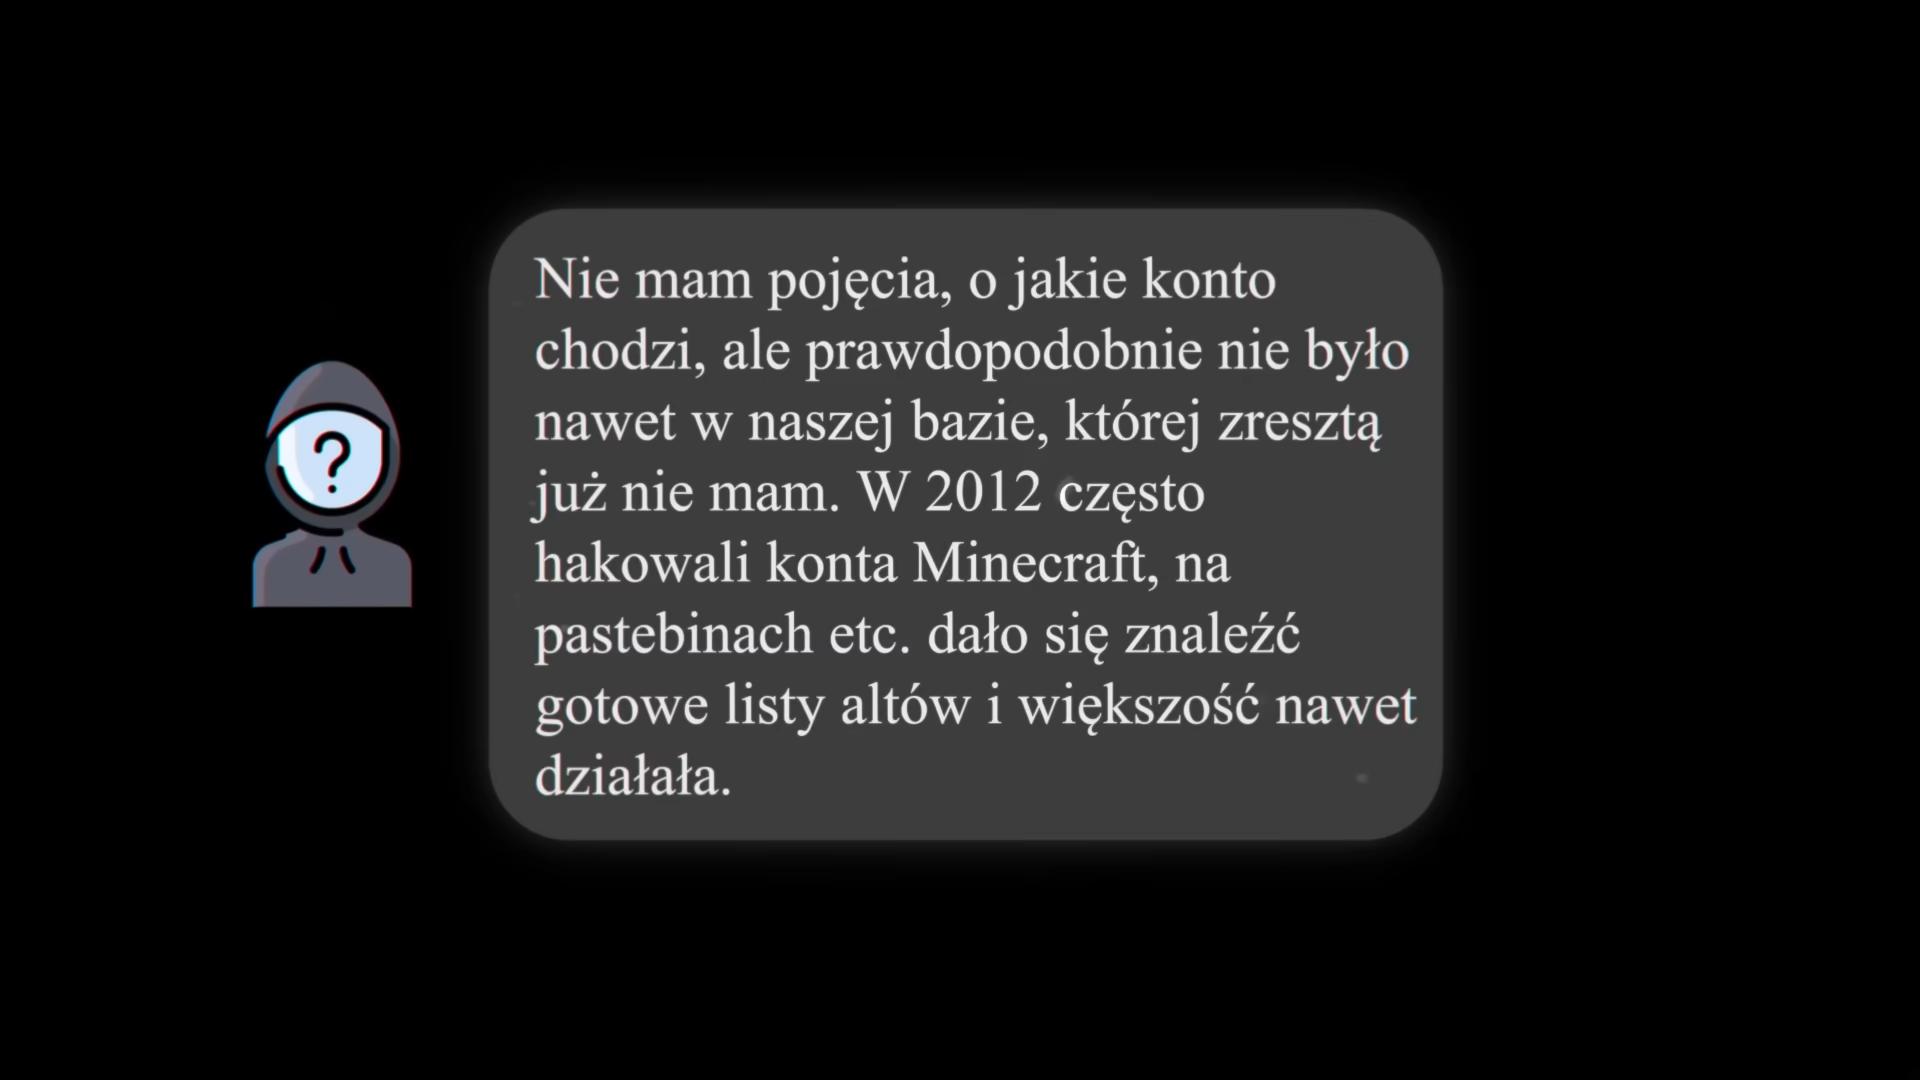 ?
Nie mam pojęcia, o jakie konto
chodzi, ale prawdopodobnie nie było
nawet w naszej bazie, której zresztą
już nie mam. W 2012 często
hakowali konta Minecraft, na
pastebinach etc. dało się znaleźć
gotowe listy altów i większość nawet
działała.